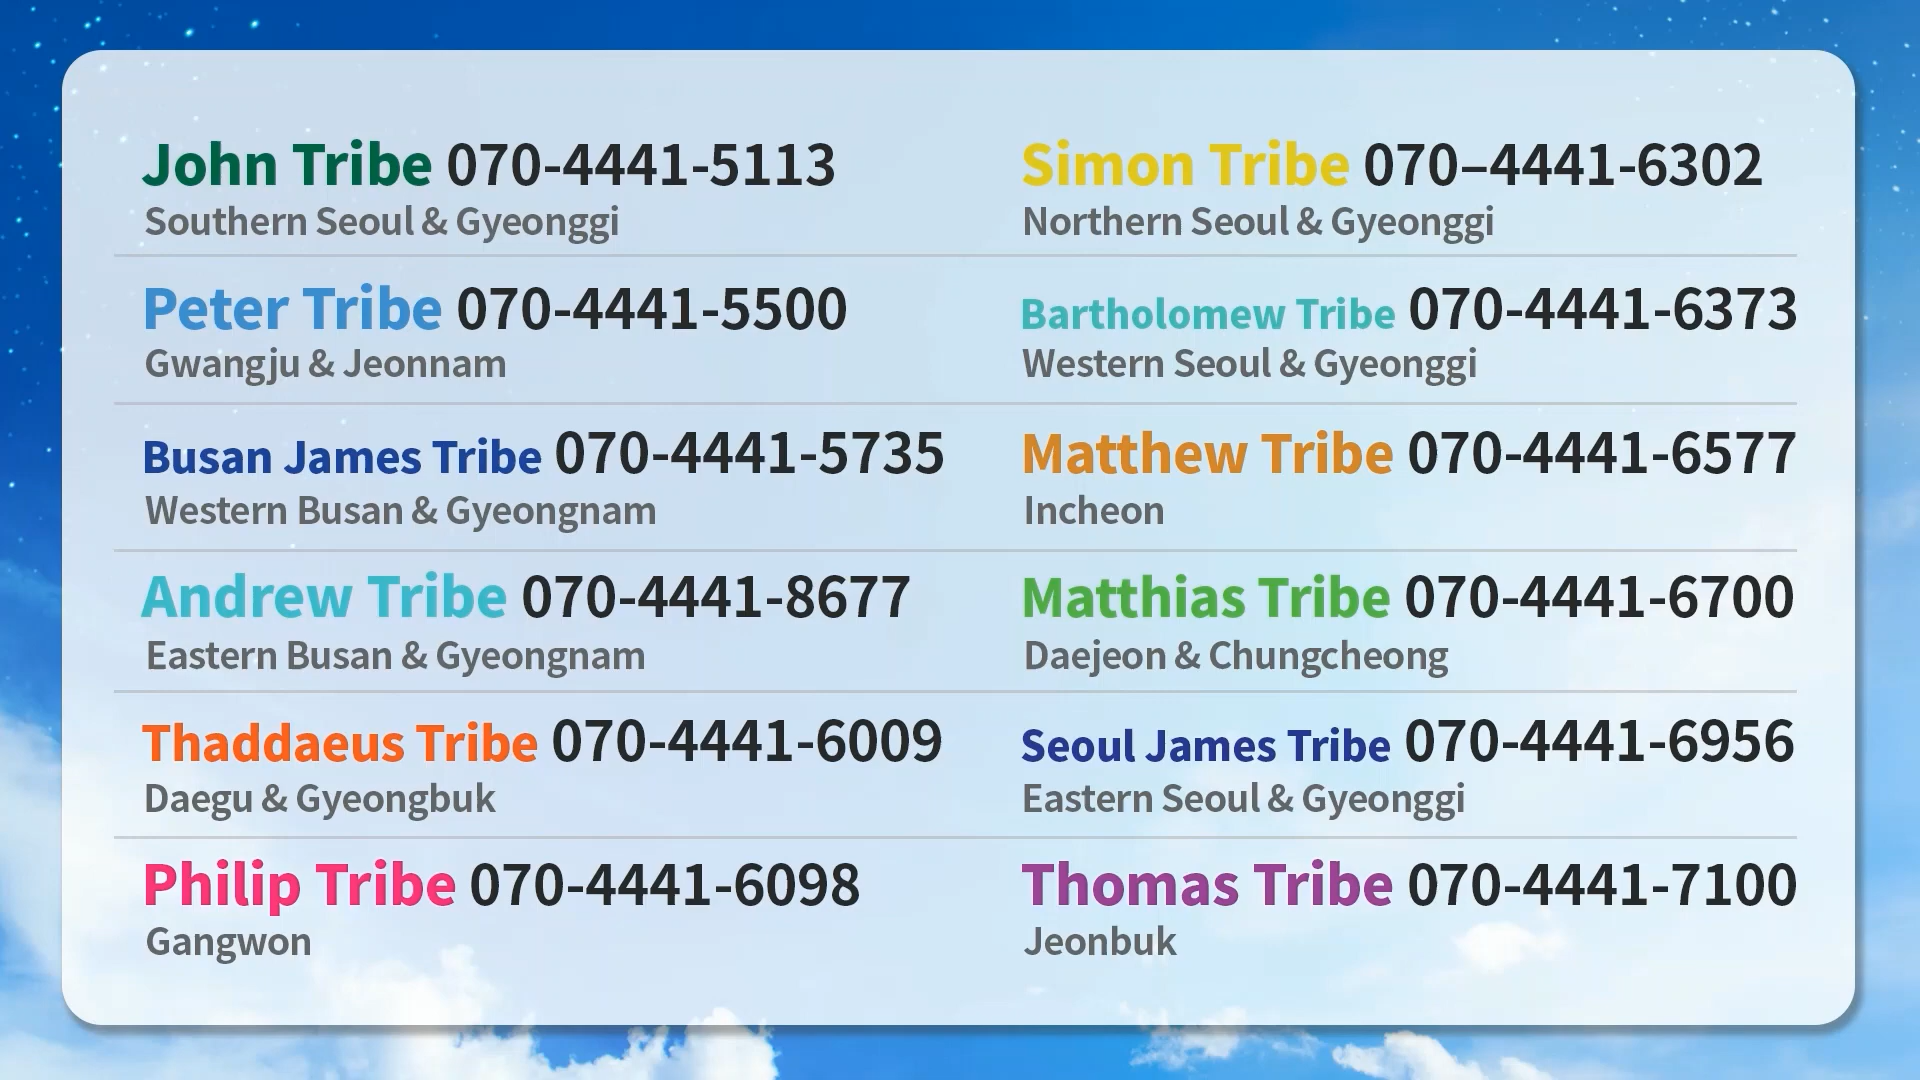 John Tribe 070-4441-5113
Southern Seoul & Gyeonggi
Simon Tribe 070–4441-6302
Northern Seoul & Gyeonggi
Peter Tribe 070-4441-5500
Gwangju & Jeonnam
Bartholomew Tribe 070-4441-6373
Western Seoul & Gyeonggi
Busan James Tribe 070-4441-5735
Western Busan & Gyeongnam
Matthew Tribe 070-4441-6577
Incheon
Andrew Tribe 070-4441-8677
Eastern Busan & Gyeongnam
Matthias Tribe 070-4441-6700
Daejeon & Chungcheong
Thaddaeus Tribe 070-4441-6009
Daegu & Gyeongbuk
Seoul James Tribe 070-4441-6956
Eastern Seoul & Gyeonggi
Philip Tribe 070-4441-6098
Gangwon
Thomas Tribe 070-4441-7100
Jeonbuk